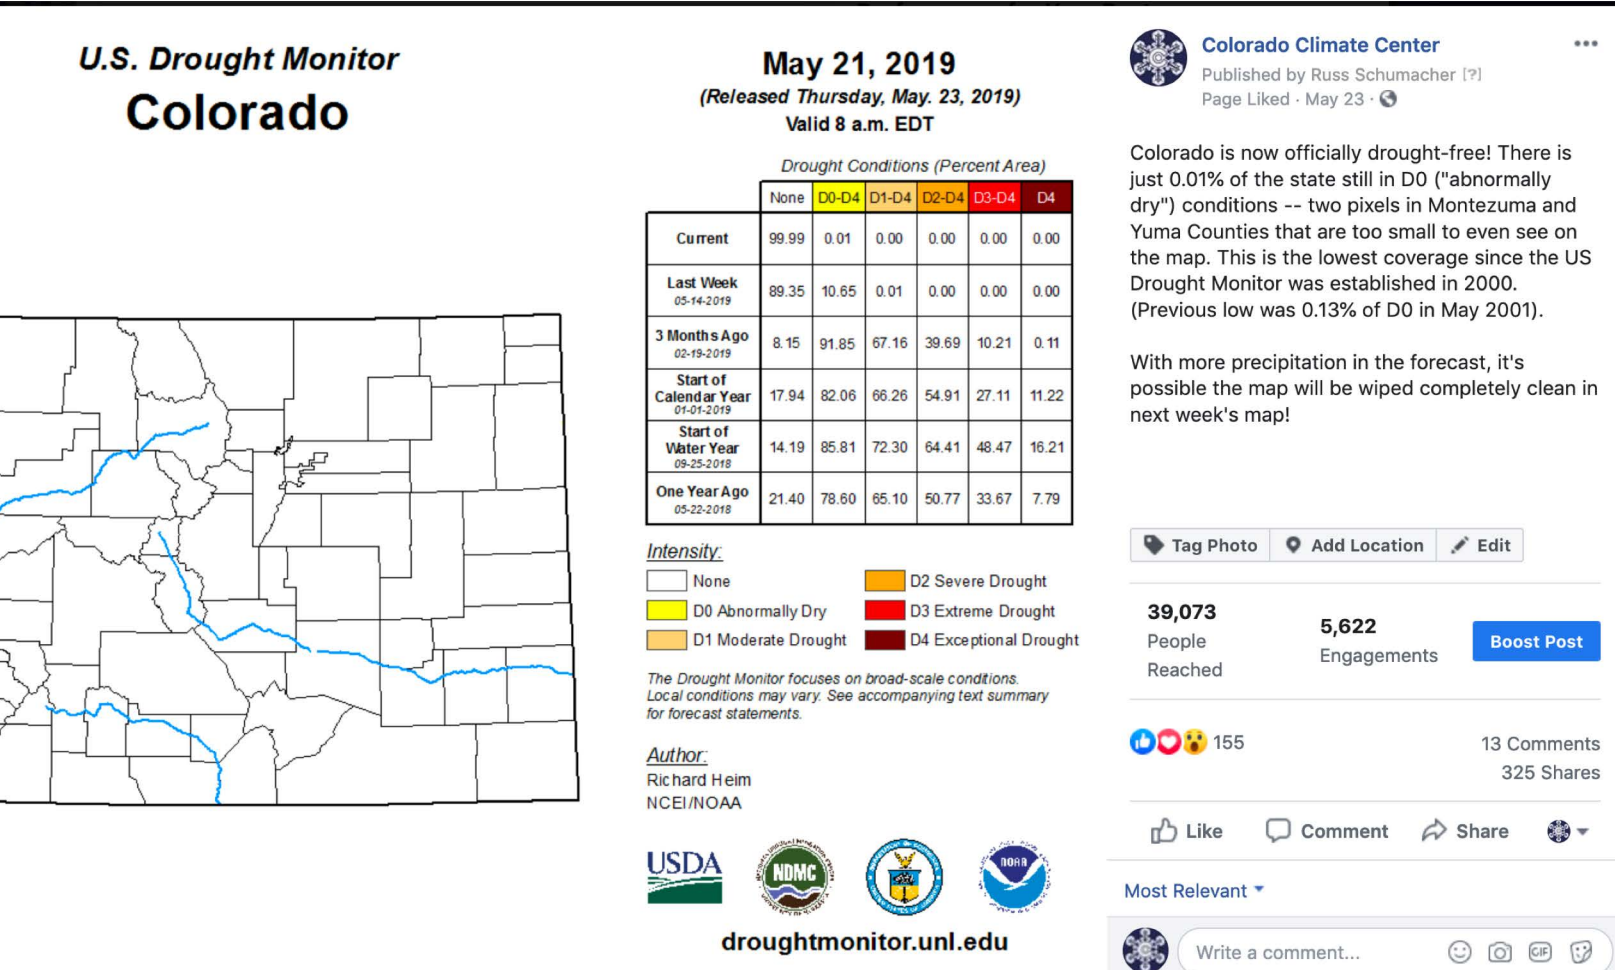 U.S. Drought Monitor
Colorado
May 21, 2019
(Released Thursday, May. 23, 2019)
Valid 8 a.m. EDT
Drought Conditions (Percent Area)
None D0-D4 D1-D4 D2-D4 D3-D4 D4
Current 99.99 0.01 0.00 0.00 0.00 0.00
Last Week
05-14-2019 89.35 10.65 0.01 0.00 0.00 0.00
3 Months Ago
02-19-2019 8.15 91.85 67.16 39.69 10.21 0.11
Start of
Calendar Year
01-01-2019 17.94 82.06 66.26 54.91 27.11 11.22
Start of
Water Year
09-25-2018 14.19 85.81 72.30 64.41 48.47 16.21
One Year Ago
05-22-2018 21.40 78.60 65.10 50.77 33.67 7.79
Intensity:
None
D0 Abnormally Dry
D1 Moderate Drought
D2 Severe Drought
D3 Extreme Drought
D4 Exceptional Drought
The Drought Monitor focuses on broad-scale conditions.
Local conditions may vary. See accompanying text summary
for forecast statements.
Author:
Richard Heim
NCEI/NOAA
USDA
NDMC
NOAA
droughtmonitor.unl.edu
Colorado Climate Center
Published by Russ Schumacher [?]
Page Liked · May 23 ·
Colorado is now officially drought-free! There is
just 0.01% of the state still in D0 ("abnormally
dry") conditions -- two pixels in Montezuma and
Yuma Counties that are too small to even see on
the map. This is the lowest coverage since the US
Drought Monitor was established in 2000.
(Previous low was 0.13% of D0 in May 2001).
With more precipitation in the forecast, it's
possible the map will be wiped completely clean in
next week's map!
Tag Photo Add Location Edit
39,073
People
Reached
5,622
Engagements
Boost Post
155
13 Comments
325 Shares
Like Comment Share
Most Relevant
Write a comment...
GIF